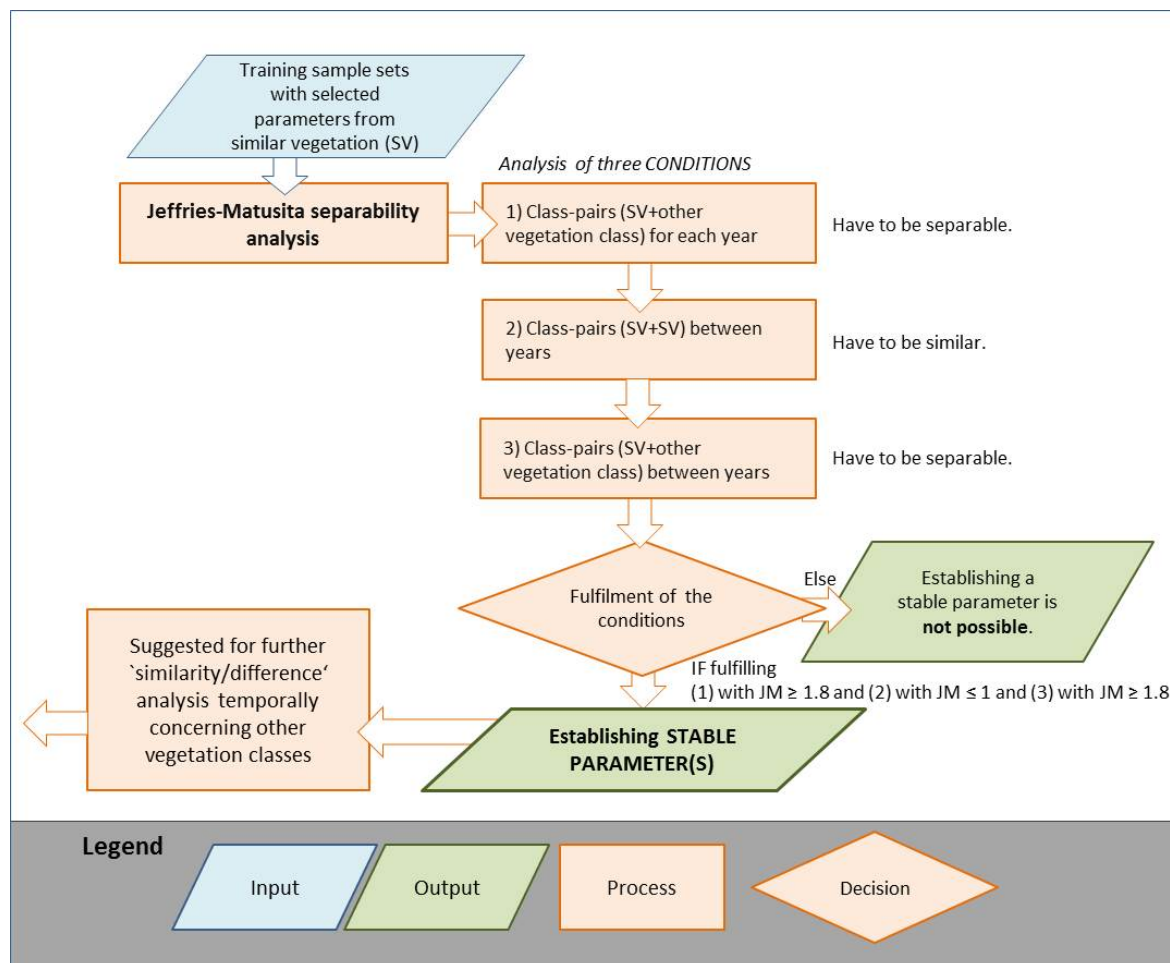 Training sample sets
with selected
parameters from
similar vegetation (SV)
Analysis of three CONDITIONS
Jeffries-Matusita separability
analysis
1) Class-pairs (SV+other
vegetation class) for each year
Have to be separable.
2) Class-pairs (SV+SV) between
years
Have to be similar.
3) Class-pairs (SV+other
vegetation class) between years
Have to be separable.
Fulfilment of the
conditions
Else
Establishing a
stable parameter is
not possible.
IF fulfilling
(1) with JM ≥ 1.8 and (2) with JM ≤ 1 and (3) with JM ≥ 1.8
Establishing STABLE
PARAMETER(S)
Suggested for further
`similarity/difference‘
analysis temporally
concerning other
vegetation classes
Legend
Input
Output
Process
Decision